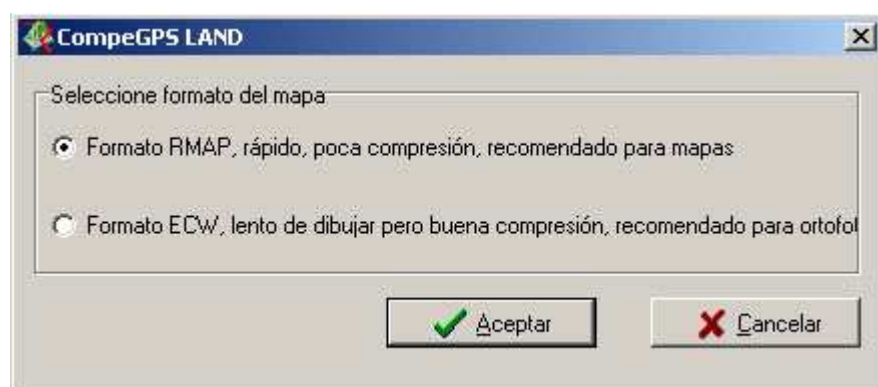 CompeGPS LAND
Seleccione formato del mapa
Formato RMAP, rápido, poca compresión, recomendado para mapas
Formato ECW, lento de dibujar pero buena compresión, recomendado para ortofot
Aceptar
Cancelar